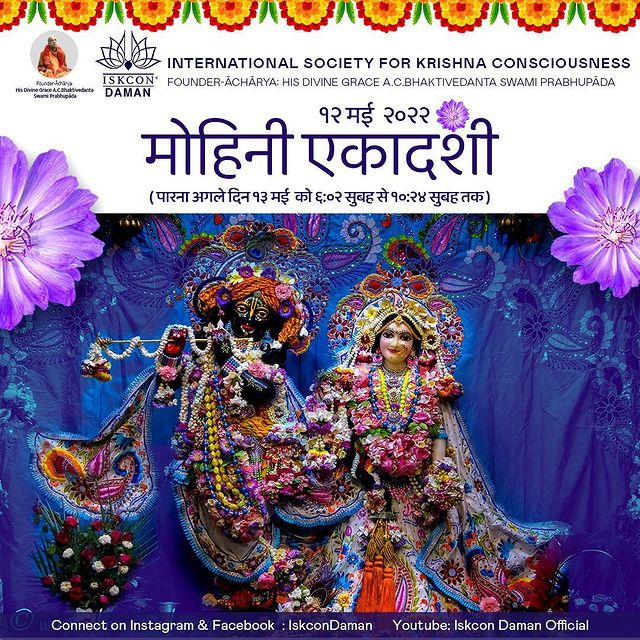 Founder-Ācārya:
His Divine Grace A.C.Bhaktivedanta
Swami Prabhupāda
ISKCON®
DAMAN
INTERNATIONAL SOCIETY FOR KRISHNA CONSCIOUSNESS
FOUNDER-ĀCHĀRYA: HIS DIVINE GRACE A.C.BHAKTIVEDANTA SWAMI PRABHUPĀDA
१२ मई २०२२
मोहिनी एकादशी
( पारना अगले दिन १३ मई को ६:०२ सुबह से १०:२४ सुबह तक )
Connect on Instagram & Facebook : IskconDaman Youtube: Iskcon Daman Official